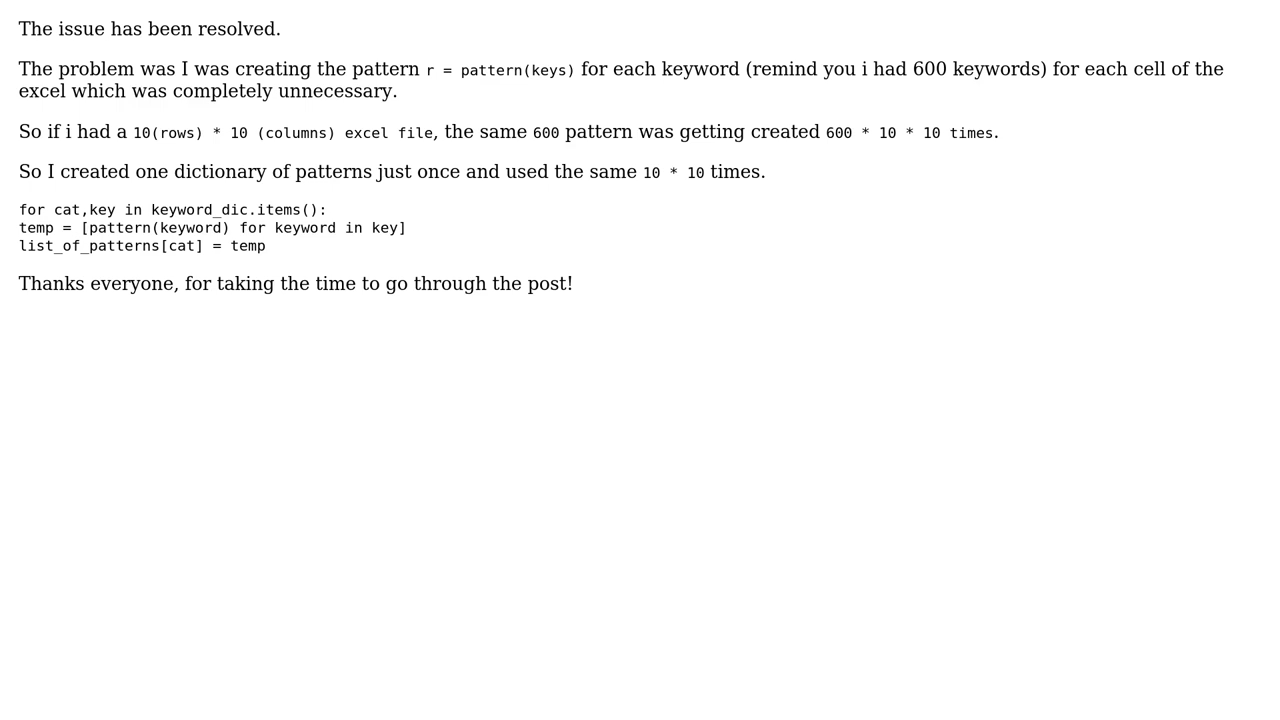 The issue has been resolved.
The problem was I was creating the pattern r = pattern(keys) for each keyword (remind you i had 600 keywords) for each cell of the
excel which was completely unnecessary.
So if i had a 10(rows) * 10 (columns) excel file, the same 600 pattern was getting created 600 * 10 * 10 times.
So I created one dictionary of patterns just once and used the same 10 * 10 times.
for cat,key in keyword_dic.items():
temp = [pattern(keyword) for keyword in key]
list_of_patterns[cat] = temp
Thanks everyone, for taking the time to go through the post!